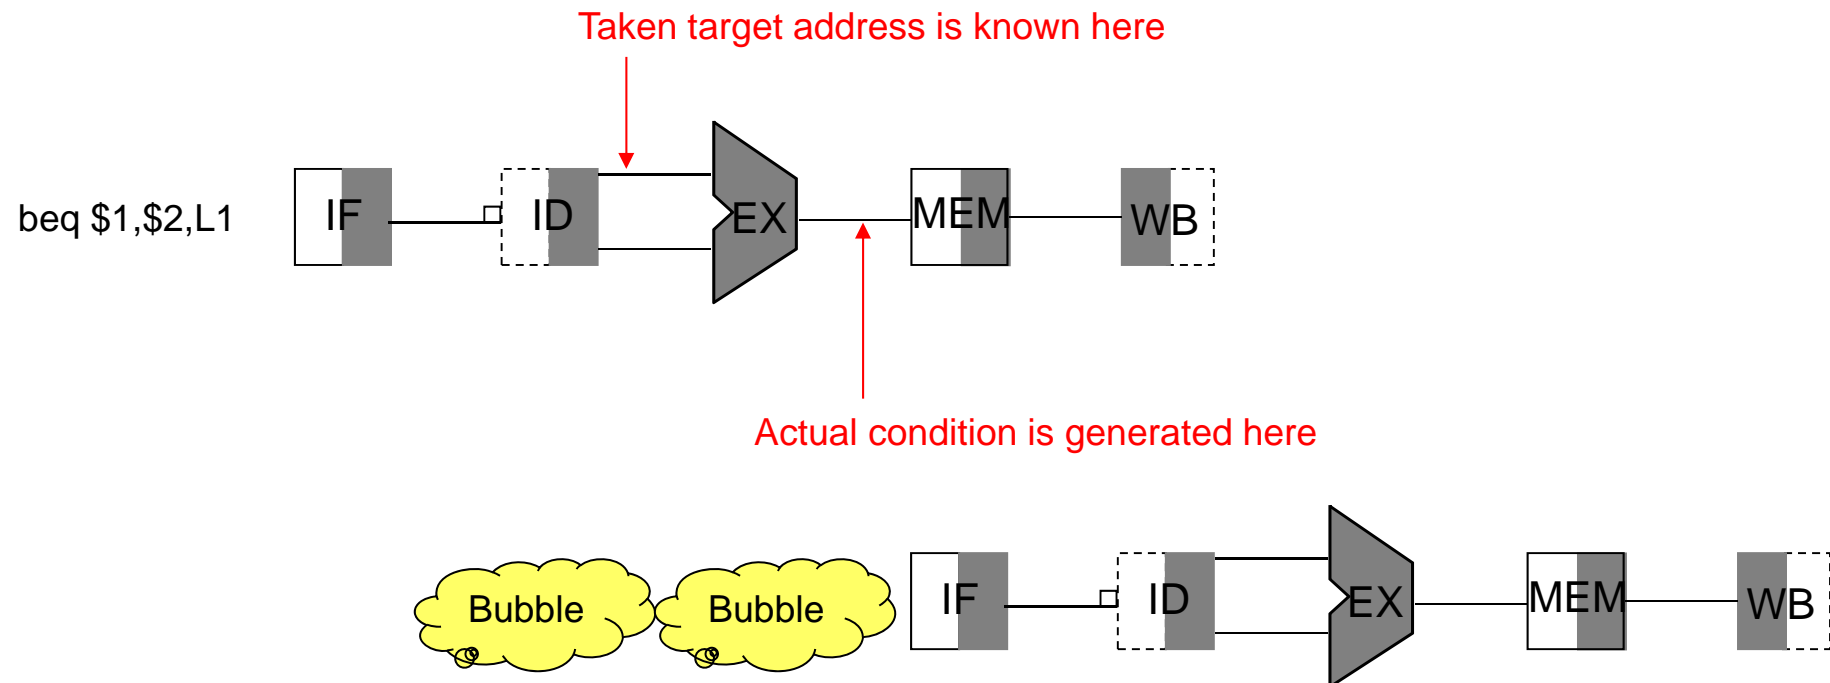 Taken target address is known here
beq $1,$2,L1 IF ID EX MEM WB
Actual condition is generated here
Bubble Bubble IF ID EX MEM WB